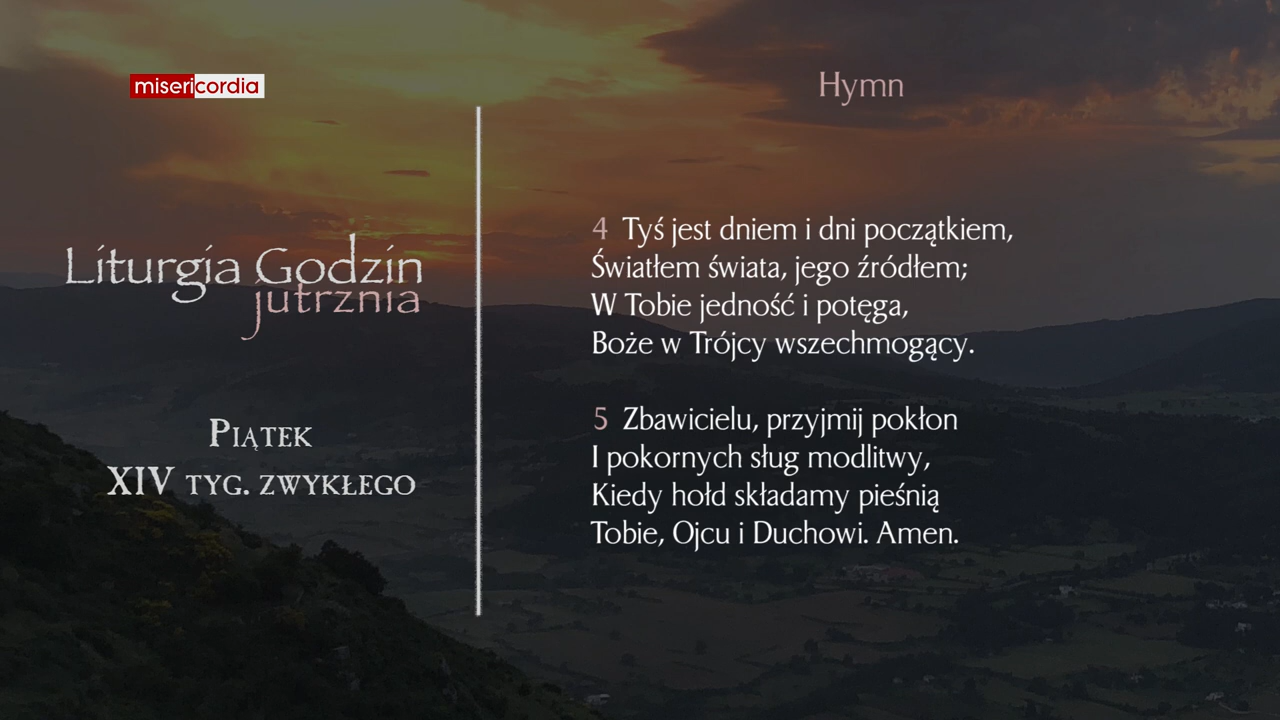 misericordia
Liturgia Godzin
jutrznia
Piątek
XIV tyg. zwykłego
Hymn
4 Tyś jest dniem i dni początkiem,
Światłem świata, jego źródłem;
W Tobie jedność i potęga,
Boże w Trójcy wszechmogący.
5 Zbawicielu, przyjmij pokłon
I pokornych sług modlitwy,
Kiedy hołd składamy pieśnią
Tobie, Ojcu i Duchowi. Amen.